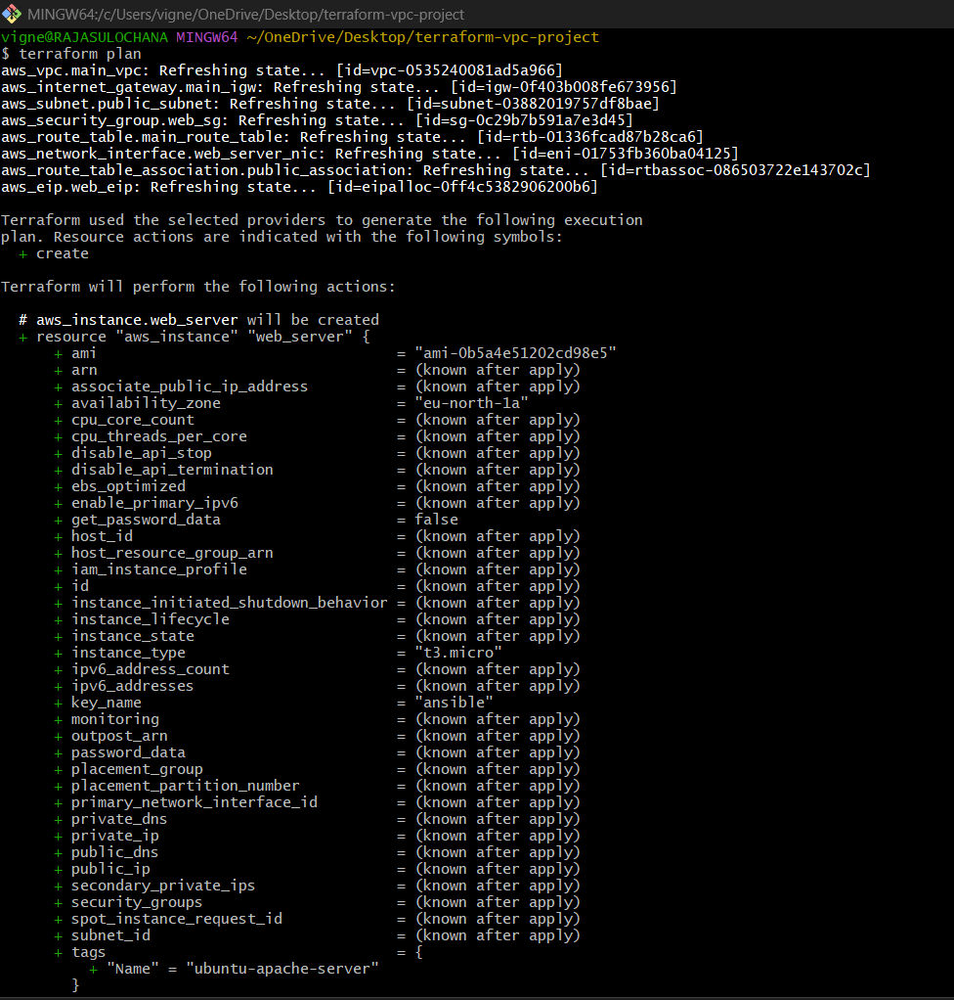 MINGW64:/c/Users/vigne/OneDrive/Desktop/terraform-vpc-project
vigne@RAJASULOCHANA MINGW64 ~/OneDrive/Desktop/terraform-vpc-project
$ terraform plan
aws_vpc.main_vpc: Refreshing state... [id=vpc-0535240081ad5a966]
aws_internet_gateway.main_igw: Refreshing state... [id=igw-0f403b008fe673956]
aws_subnet.public_subnet: Refreshing state... [id=subnet-03882019757df8bae]
aws_security_group.web_sg: Refreshing state... [id=sg-0c29b7b591a7e3d45]
aws_route_table.main_route_table: Refreshing state... [id=rtb-01336fcad87b28ca6]
aws_network_interface.web_server_nic: Refreshing state... [id=eni-01753fb360ba04125]
aws_route_table_association.public_association: Refreshing state... [id=rtbassoc-086503722e143702c]
aws_eip.web_eip: Refreshing state... [id=eipalloc-0ff4c5382906200b6]
Terraform used the selected providers to generate the following execution
plan. Resource actions are indicated with the following symbols:
  + create
Terraform will perform the following actions:
  # aws_instance.web_server will be created
  + resource "aws_instance" "web_server" {
      + ami                                  = "ami-0b5a4e51202cd98e5"
      + arn                                  = (known after apply)
      + associate_public_ip_address          = (known after apply)
      + availability_zone                    = "eu-north-1a"
      + cpu_core_count                       = (known after apply)
      + cpu_threads_per_core                 = (known after apply)
      + disable_api_stop                     = (known after apply)
      + disable_api_termination              = (known after apply)
      + ebs_optimized                        = (known after apply)
      + enable_primary_ipv6                  = (known after apply)
      + get_password_data                    = false
      + host_id                              = (known after apply)
      + host_resource_group_arn              = (known after apply)
      + iam_instance_profile                 = (known after apply)
      + id                                   = (known after apply)
      + instance_initiated_shutdown_behavior = (known after apply)
      + instance_lifecycle                   = (known after apply)
      + instance_state                       = (known after apply)
      + instance_type                        = "t3.micro"
      + ipv6_address_count                   = (known after apply)
      + ipv6_addresses                       = (known after apply)
      + key_name                             = "ansible"
      + monitoring                           = (known after apply)
      + outpost_arn                          = (known after apply)
      + password_data                        = (known after apply)
      + placement_group                      = (known after apply)
      + placement_partition_number           = (known after apply)
      + primary_network_interface_id         = (known after apply)
      + private_dns                          = (known after apply)
      + private_ip                           = (known after apply)
      + public_dns                           = (known after apply)
      + public_ip                            = (known after apply)
      + secondary_private_ips                = (known after apply)
      + security_groups                      = (known after apply)
      + spot_instance_request_id             = (known after apply)
      + subnet_id                            = (known after apply)
      + tags                                 = {
          + "Name" = "ubuntu-apache-server"
        }